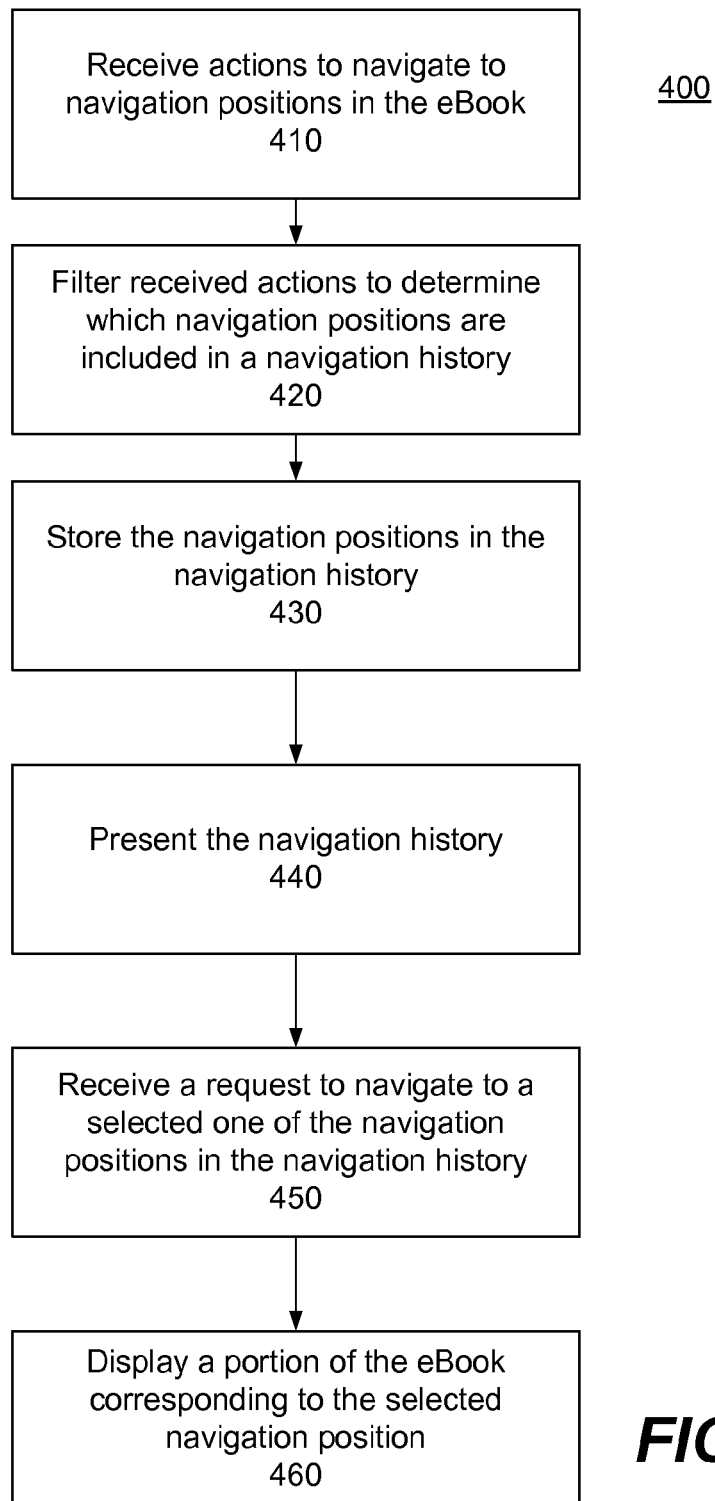 Receive actions to navigate to
navigation positions in the eBook
410
400
Filter received actions to determine
which navigation positions are
included in a navigation history
420
Store the navigation positions in the
navigation history
430
Present the navigation history
440
Receive a request to navigate to a
selected one of the navigation
positions in the navigation history
450
Display a portion of the eBook
corresponding to the selected
navigation position
460